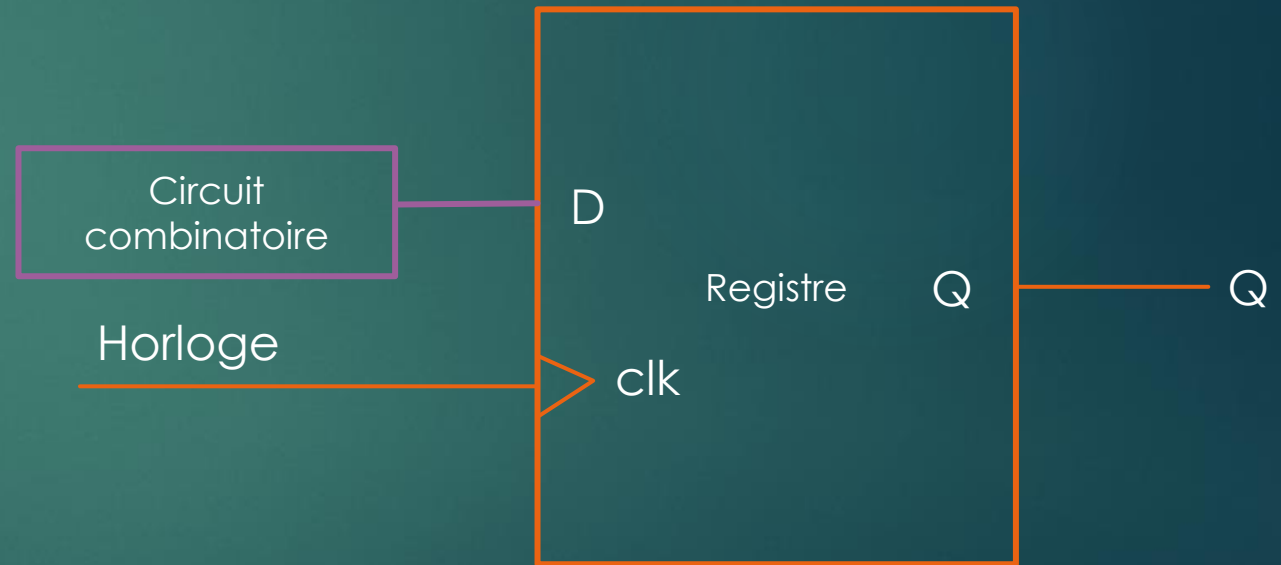 Circuit
combinatoire
D
Registre
Q
Q
Horloge
clk